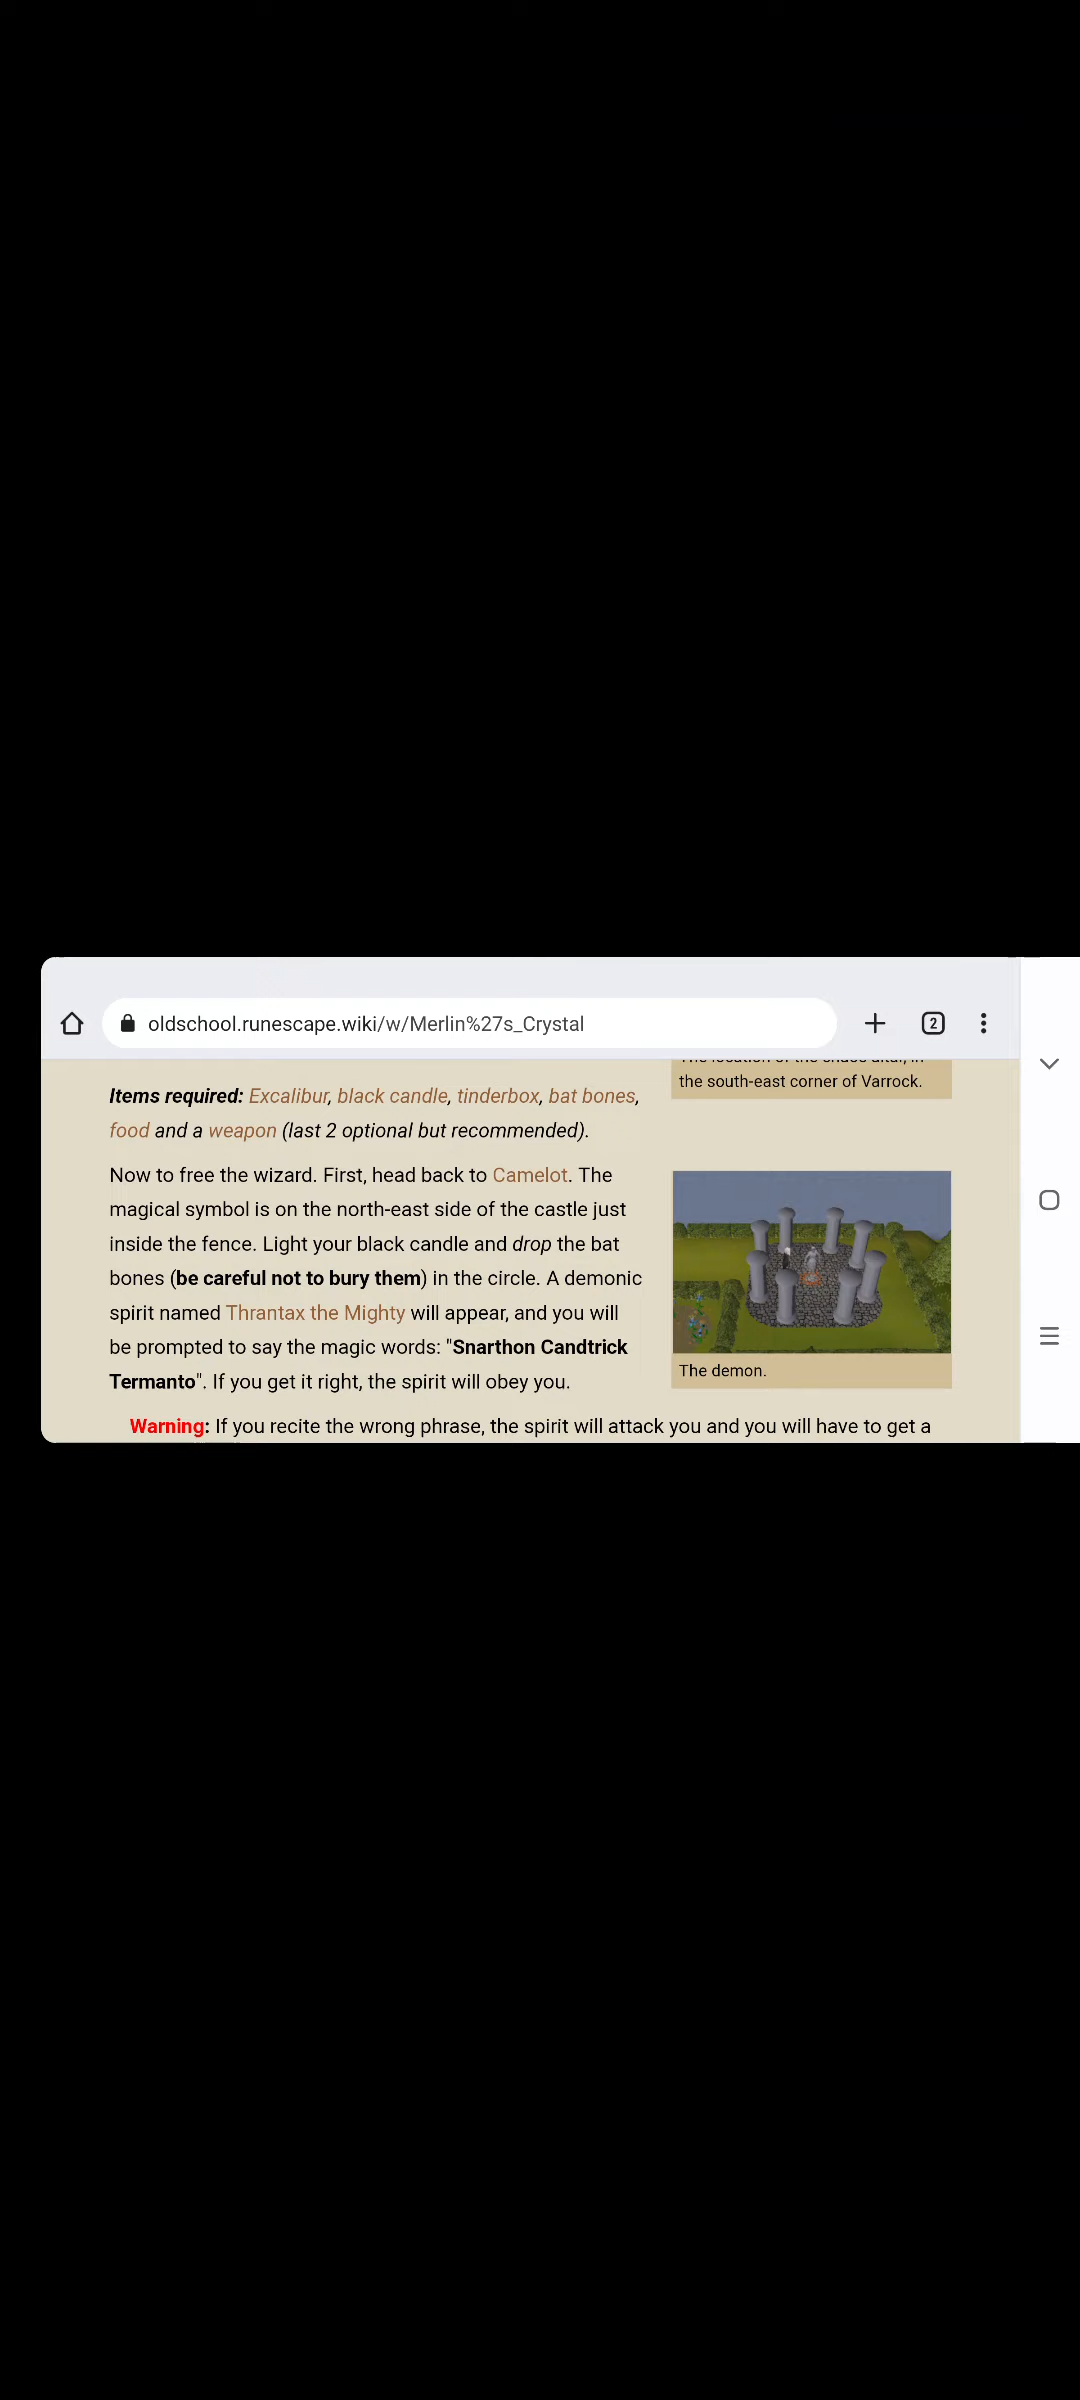 oldschool.runescape.wiki/w/Merlin%27s_Crystal
2
the south-east corner of Varrock.
Items required: Excalibur, black candle, tinderbox, bat bones,
food and a weapon (last 2 optional but recommended).
Now to free the wizard. First, head back to Camelot. The
magical symbol is on the north-east side of the castle just
inside the fence. Light your black candle and drop the bat
bones (be careful not to bury them) in the circle. A demonic
spirit named Thrantax the Mighty will appear, and you will
be prompted to say the magic words: "Snarthon Candtrick
Termanto". If you get it right, the spirit will obey you.
The demon.
Warning: If you recite the wrong phrase, the spirit will attack you and you will have to get a